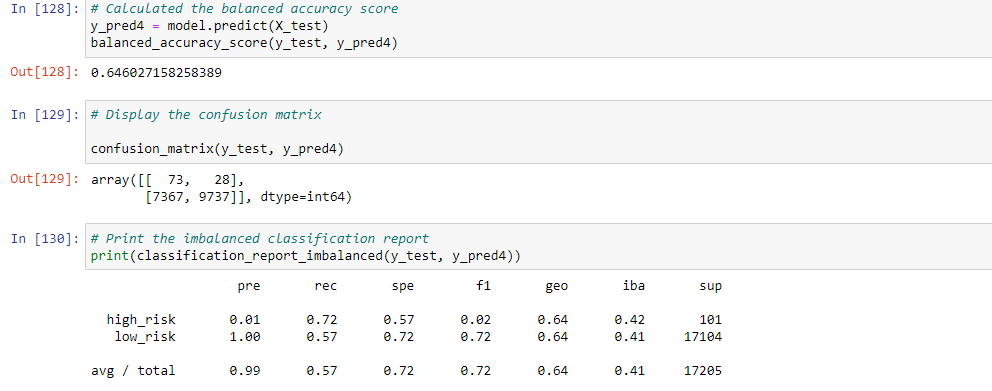 In [128]: # Calculated the balanced accuracy score
y_pred4 = model.predict(X_test)
balanced_accuracy_score(y_test, y_pred4)
Out[128]: 0.646027158258389
In [129]: # Display the confusion matrix
confusion_matrix(y_test, y_pred4)
Out[129]: array([[  73,   28],
[7367, 9737]], dtype=int64)
In [130]: # Print the imbalanced classification report
print(classification_report_imbalanced(y_test, y_pred4))
pre rec spe f1 geo iba sup
high_risk 0.01 0.72 0.57 0.02 0.64 0.42 101
low_risk 1.00 0.57 0.72 0.72 0.64 0.41 17104
avg / total 0.99 0.57 0.72 0.72 0.64 0.41 17205